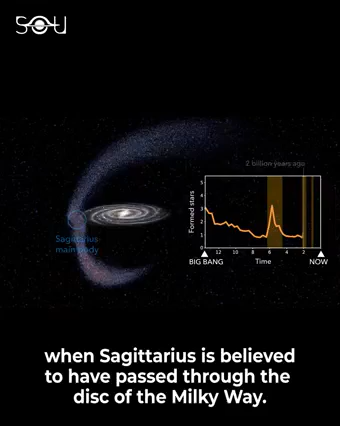 SOU
2 billion years ago
5
4
3
2
1
0
Formed stars
12 10 8 6 4 2
BIG BANG Time NOW
Sagittarius
main body
when Sagittarius is believed
to have passed through the
disc of the Milky Way.